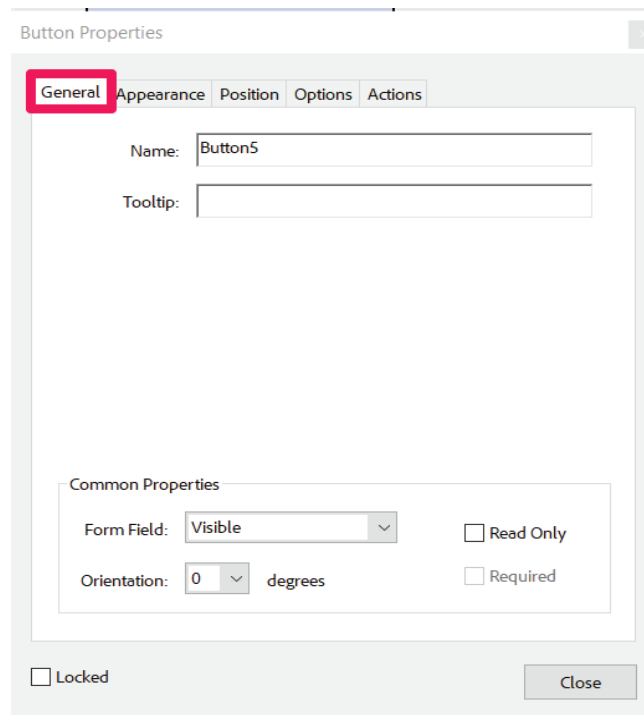 Button Properties
General Appearance Position Options Actions
Name: Button5
Tooltip:
Common Properties
Form Field: Visible
Read Only
Orientation: 0 degrees
Required
Locked
Close